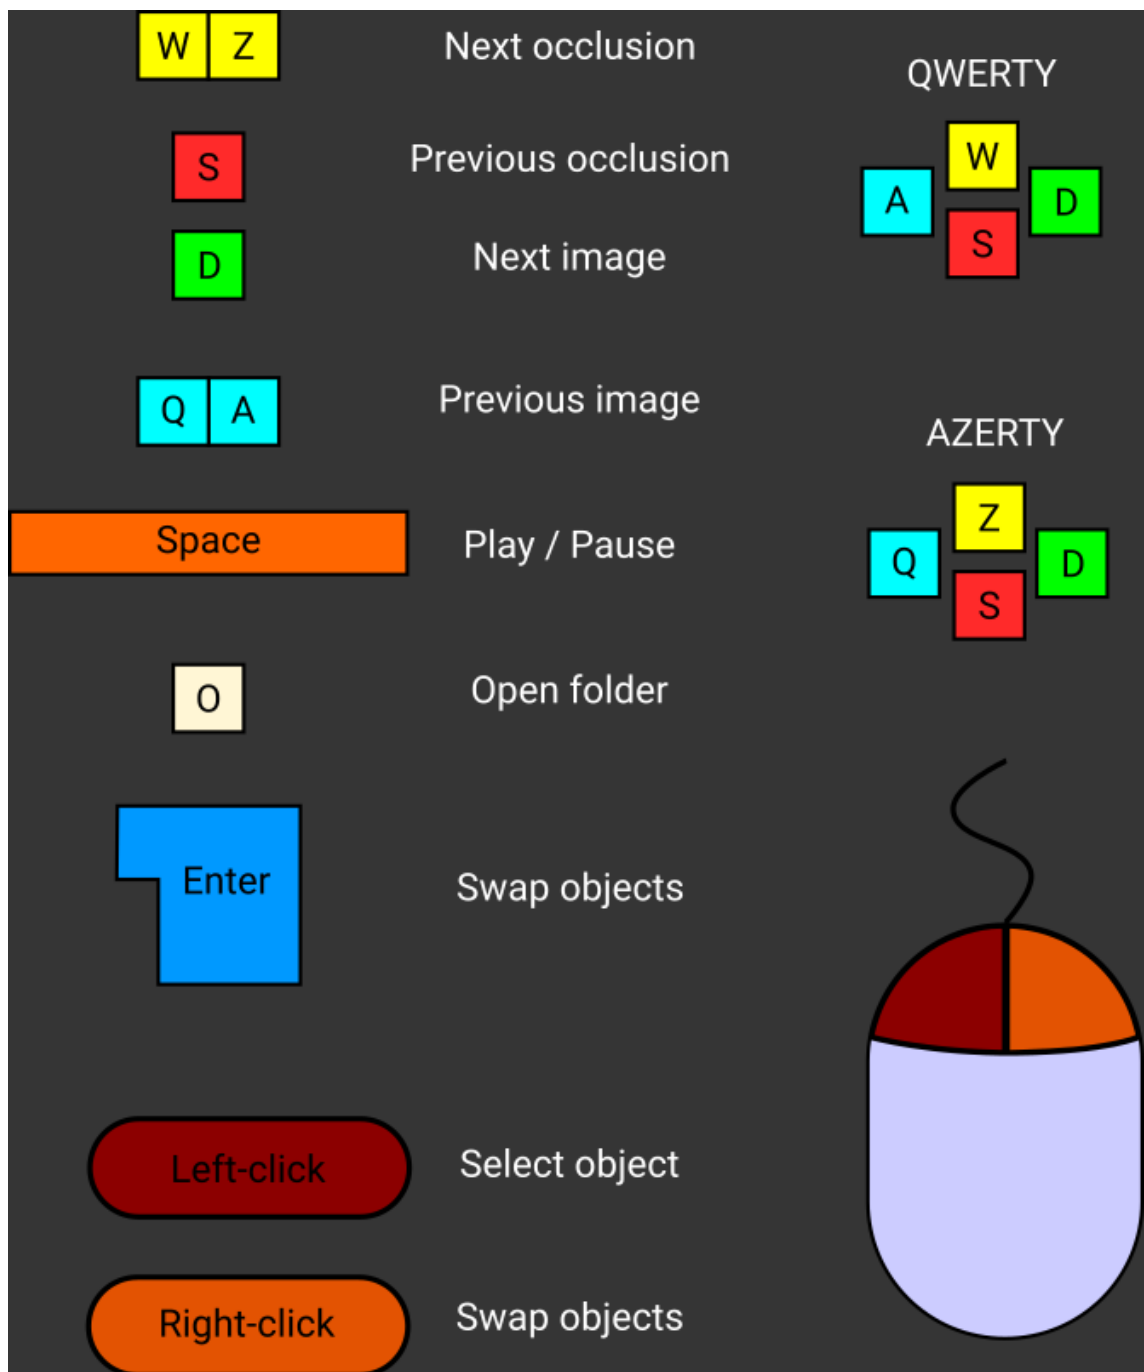 W Z Next occlusion
QWERTY
W
A D
S
S Previous occlusion
D Next image
Q A Previous image
AZERTY
Z
Q D
S
Space Play / Pause
O Open folder
Enter Swap objects
Left-click Select object
Right-click Swap objects